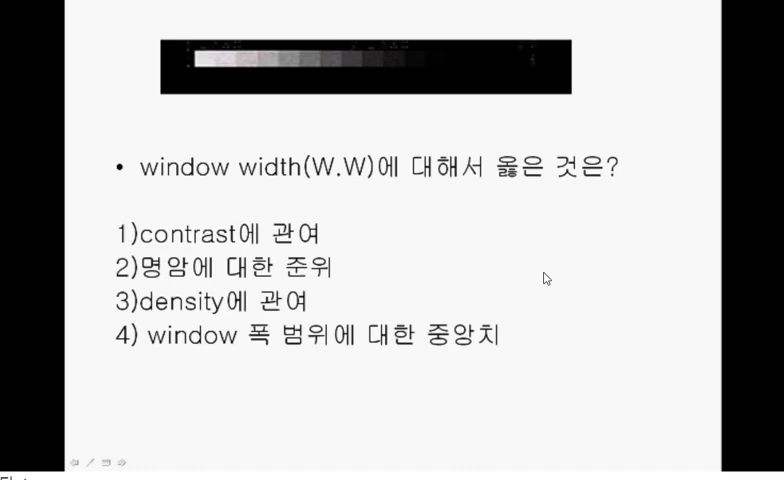 • window width(W.W)에 대해서 옳은 것은?
1)contrast에 관여
2)명암에 대한 준위
3)density에 관여
4) window 폭 범위에 대한 중앙치